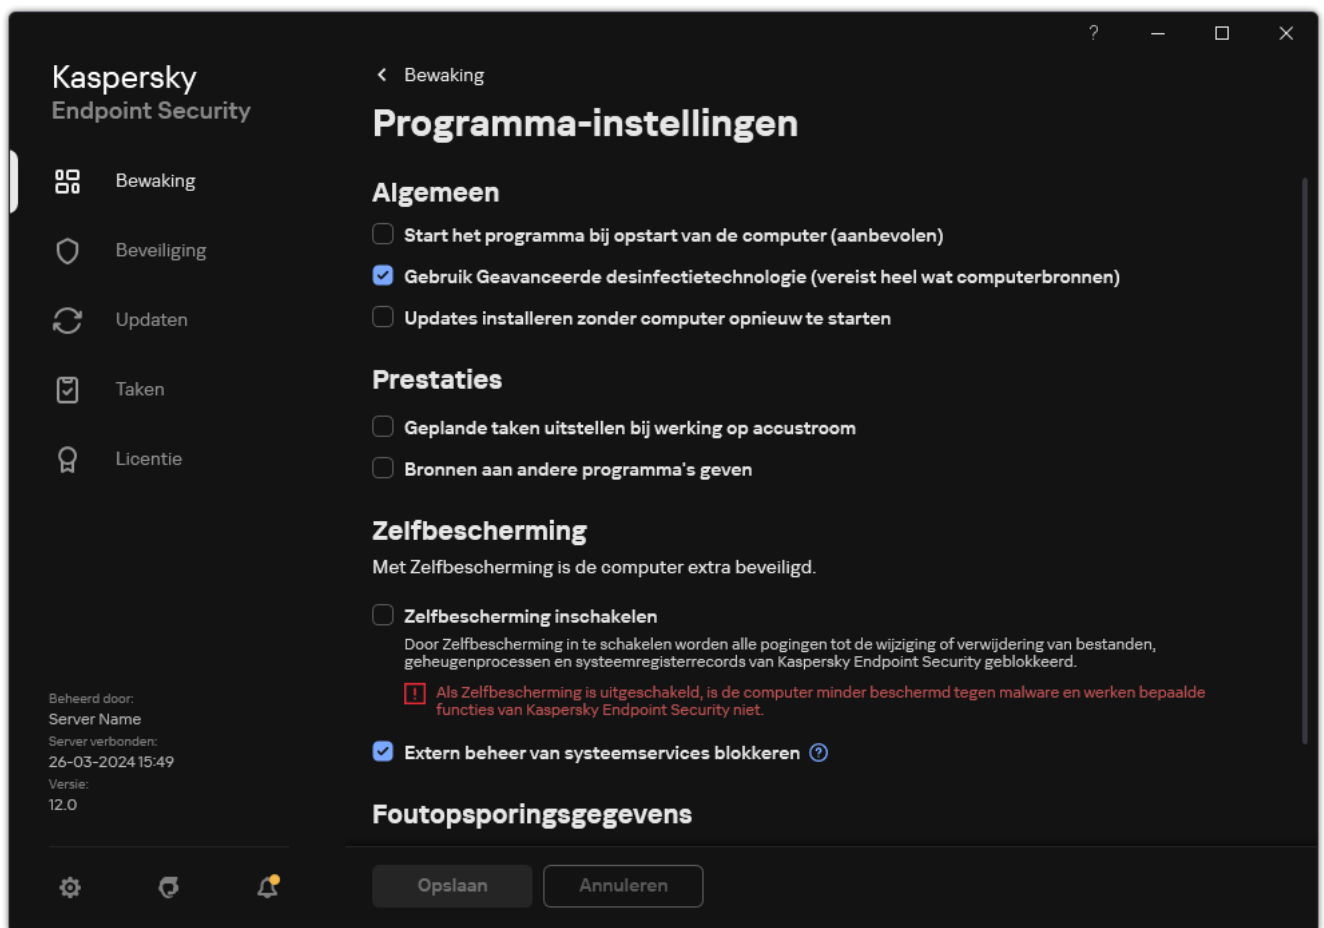 ?
Kaspersky
Endpoint Security
Bewaking
Beveiliging
Updaten
Taken
Licentie
Beheerd door:
Server Name
Server verbonden:
26-03-2024 15:49
Versie:
12.0
Bewaking
Programma-instellingen
Algemeen
Start het programma bij opstart van de computer (aanbevolen)
Gebruik Geavanceerde desinfectietechnologie (vereist heel wat computerbronnen)
Updates installeren zonder computer opnieuw te starten
Prestaties
Geplande taken uitstellen bij werking op accustroom
Bronnen aan andere programma's geven
Zelfbescherming
Met Zelfbescherming is de computer extra beveiligd.
Zelfbescherming inschakelen
Door Zelfbescherming in te schakelen worden alle pogingen tot de wijziging of verwijdering van bestanden,
geheugenprocessen en systeemregisterrecords van Kaspersky Endpoint Security geblokkeerd.
Als Zelfbescherming is uitgeschakeld, is de computer minder beschermd tegen malware en werken bepaalde
functies van Kaspersky Endpoint Security niet.
Extern beheer van systeemservices blokkeren
Foutopsporingsgegevens
Opslaan
Annuleren